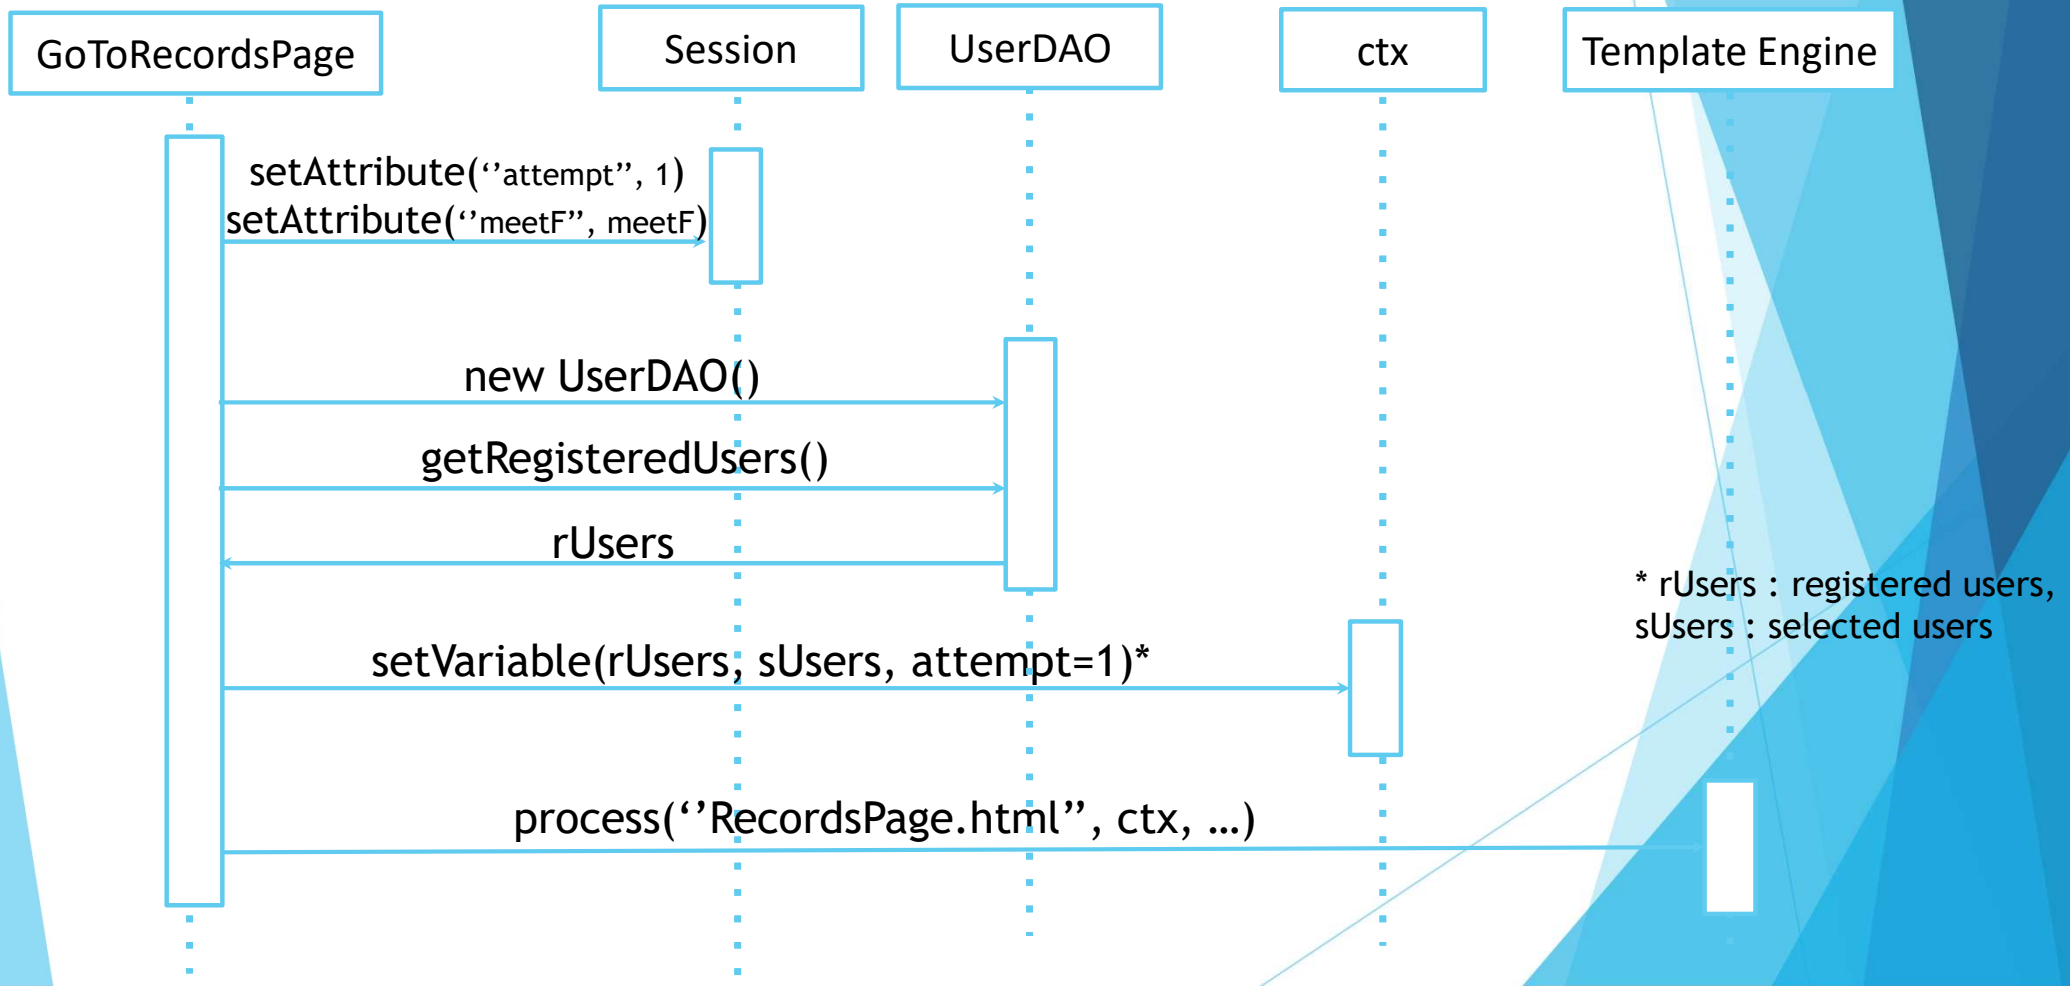 GoToRecordsPage
Session
UserDAO
ctx
Template Engine
setAttribute(‘’attempt’’, 1)
setAttribute(‘’meetF’’, meetF)
new UserDAO()
getRegisteredUsers()
rUsers
* rUsers : registered users,
sUsers : selected users
setVariable(rUsers, sUsers, attempt=1)*
process(‘’RecordsPage.html’’, ctx, …)